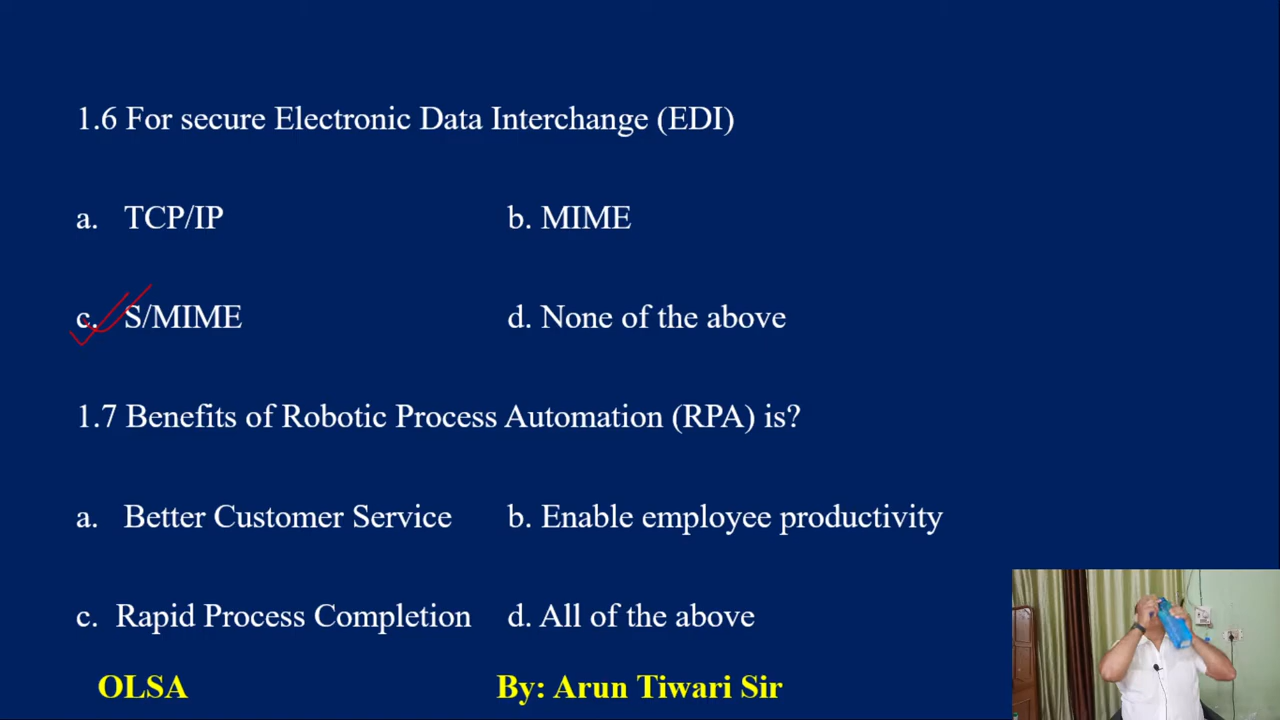 1.6 For secure Electronic Data Interchange (EDI)
a. TCP/IP b. MIME
c. S/MIME d. None of the above
1.7 Benefits of Robotic Process Automation (RPA) is?
a. Better Customer Service b. Enable employee productivity
c. Rapid Process Completion d. All of the above
OLSA By: Arun Tiwari Sir